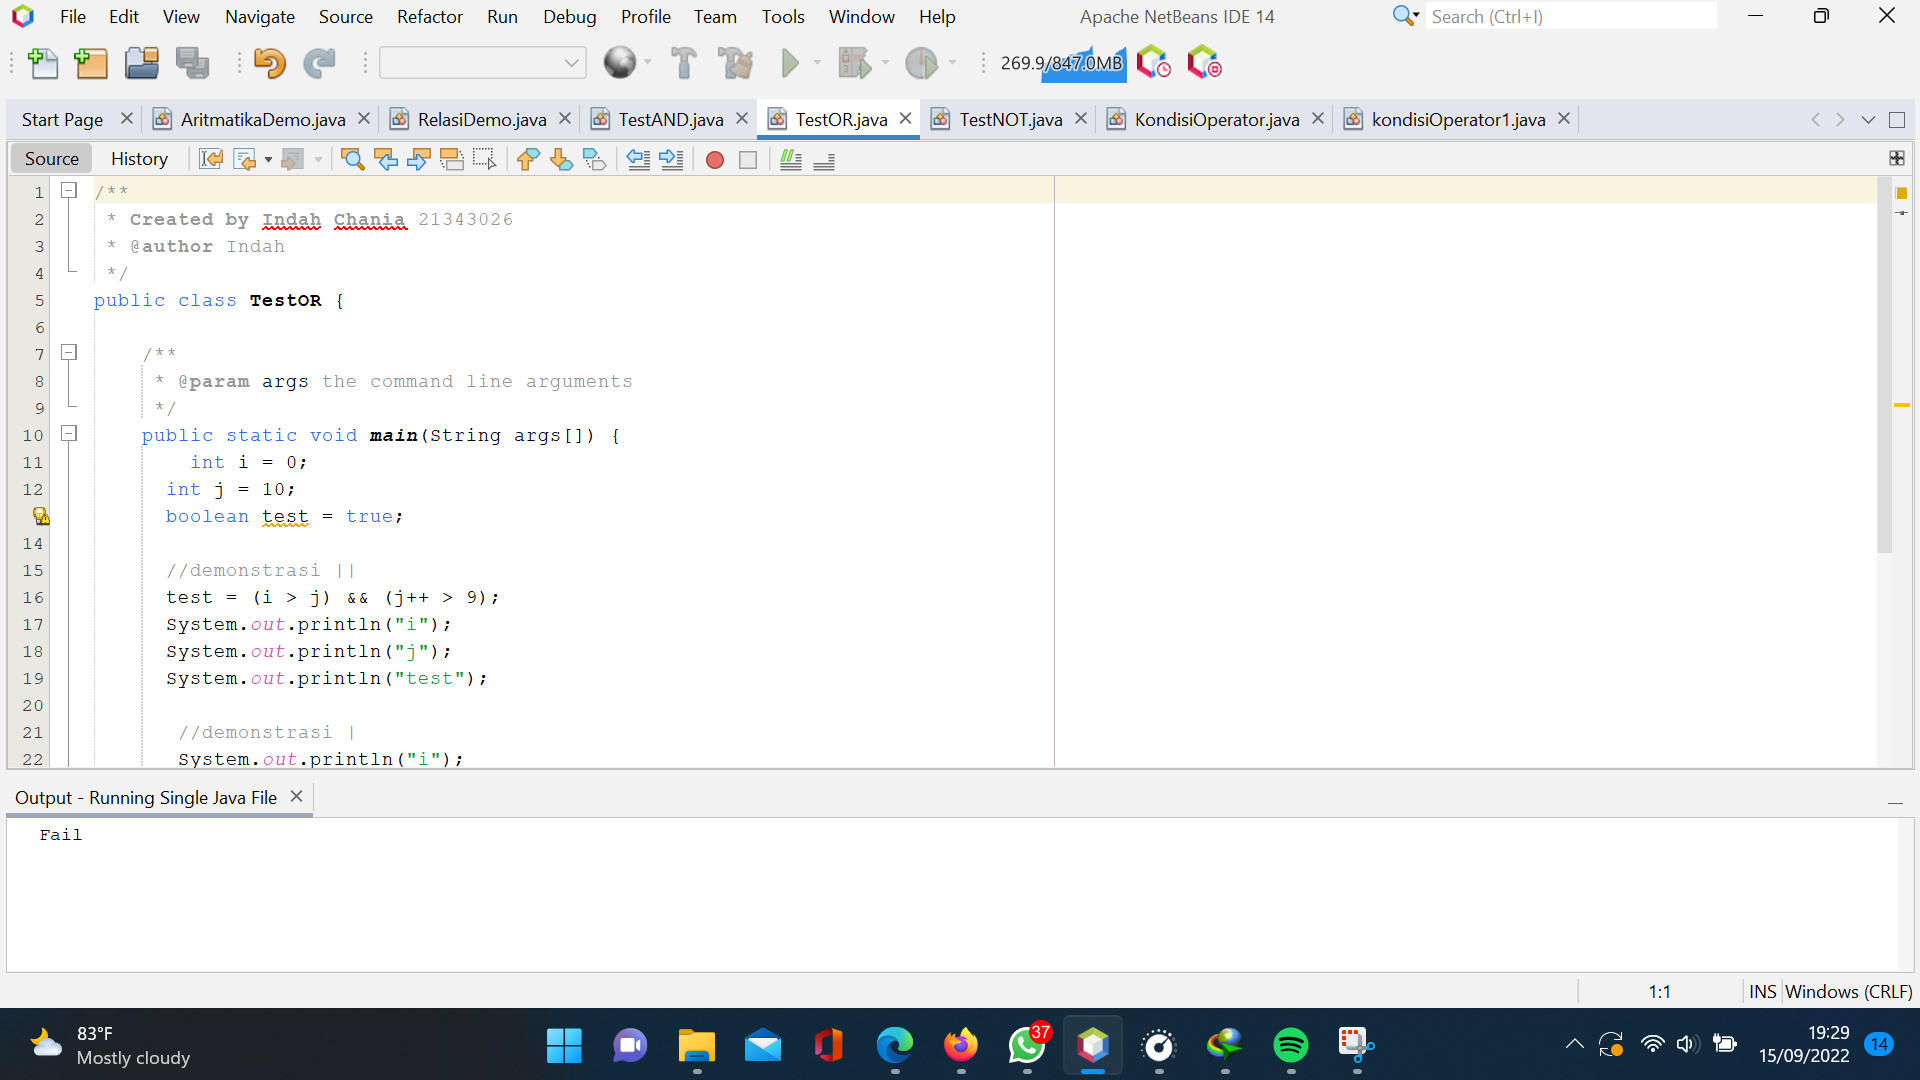 File Edit View Navigate Source Refactor Run Debug Profile Team Tools Window Help Apache NetBeans IDE 14 Search (Ctrl+I)
269.9/847.0MB
Start Page AritmatikaDemo.java RelasiDemo.java TestAND.java TestOR.java TestNOT.java KondisiOperator.java kondisiOperator1.java
Source History
1 /**
2 * Created by Indah Chania 21343026
3 * @author Indah
4 */
5 public class TestOR {
6
7 /**
8 * @param args the command line arguments
9 */
10 public static void main(String args[]) {
11 int i = 0;
12 int j = 10;
boolean test = true;
14
15 //demonstrasi ||
16 test = (i > j) && (j++ > 9);
17 System.out.println("i");
18 System.out.println("j");
19 System.out.println("test");
20
21 //demonstrasi |
22 System.out.println("i");
Output - Running Single Java File
Fail
1:1 INS Windows (CRLF)
83°F
Mostly cloudy
37
19:29
15/09/2022
14